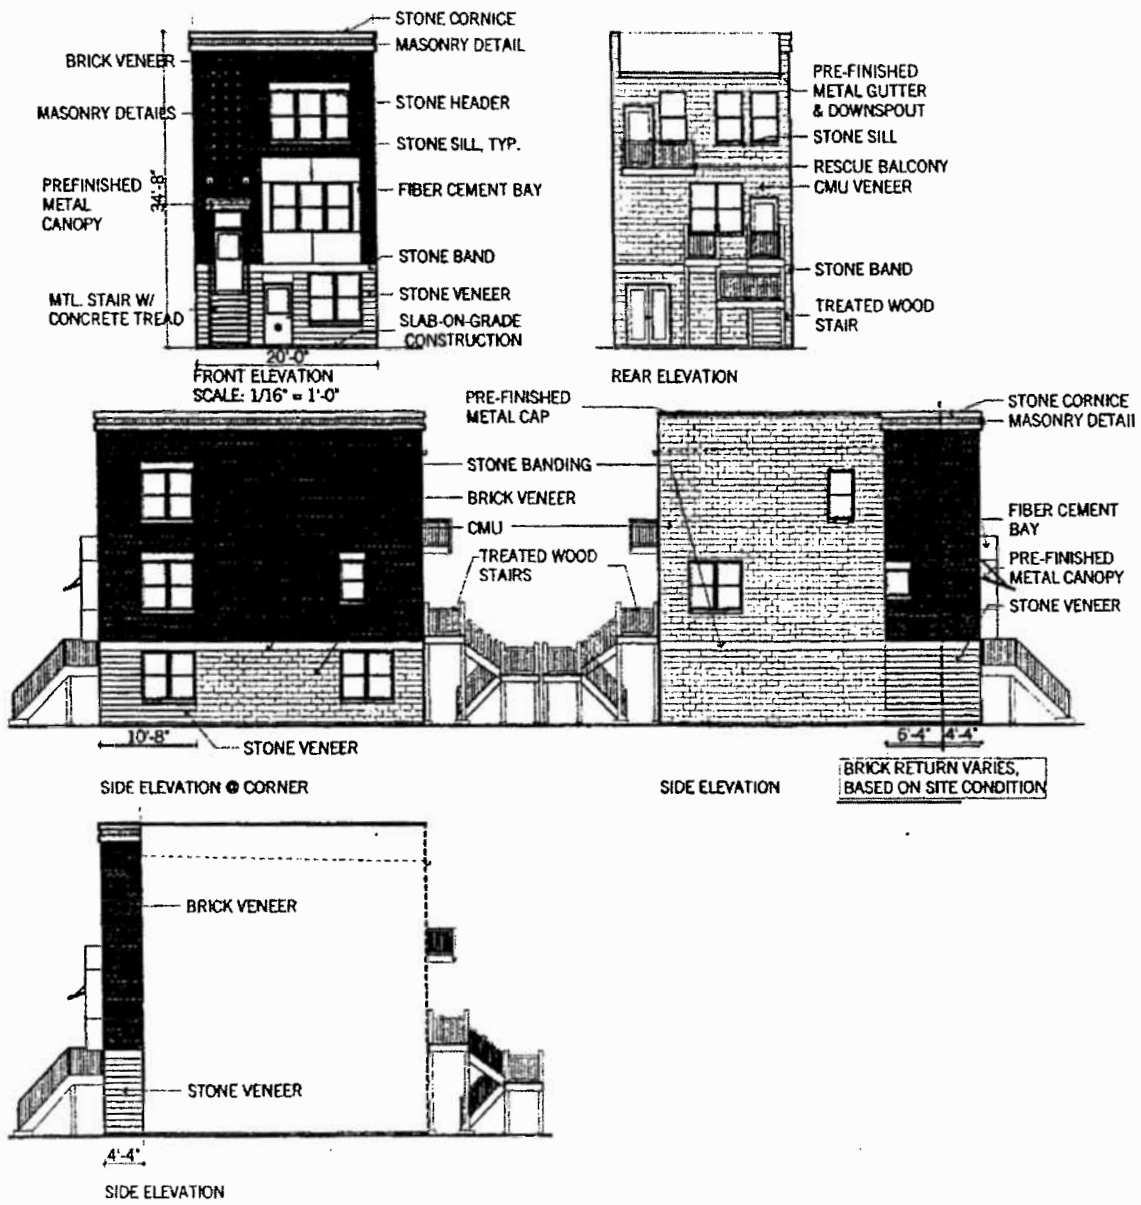 STONE CORNICE
MASONRY DETAIL
BRICK VENEER
STONE HEADER
MASONRY DETAILS
STONE SILL, TYP.
PREFINISHED
METAL
CANOPY
34'-8"
FIBER CEMENT BAY
STONE BAND
MTL. STAIR W/
CONCRETE TREAD
STONE VENEER
SLAB-ON-GRADE
CONSTRUCTION
20'-0"
FRONT ELEVATION
SCALE: 1/16" = 1'-0"
PRE-FINISHED
METAL GUTTER
& DOWNSPOUT
STONE SILL
RESCUE BALCONY
CMU VENEER
STONE BAND
TREATED WOOD
STAIR
REAR ELEVATION
PRE-FINISHED
METAL CAP
STONE BANDING
BRICK VENEER
CMU
TREATED WOOD
STAIRS
STONE CORNICE
MASONRY DETAIL
FIBER CEMENT
BAY
PRE-FINISHED
METAL CANOPY
STONE VENEER
10'-8"
STONE VENEER
SIDE ELEVATION @ CORNER
6'-4" 4'-4"
SIDE ELEVATION
BRICK RETURN VARIES,
BASED ON SITE CONDITION
BRICK VENEER
STONE VENEER
4'-4"
SIDE ELEVATION